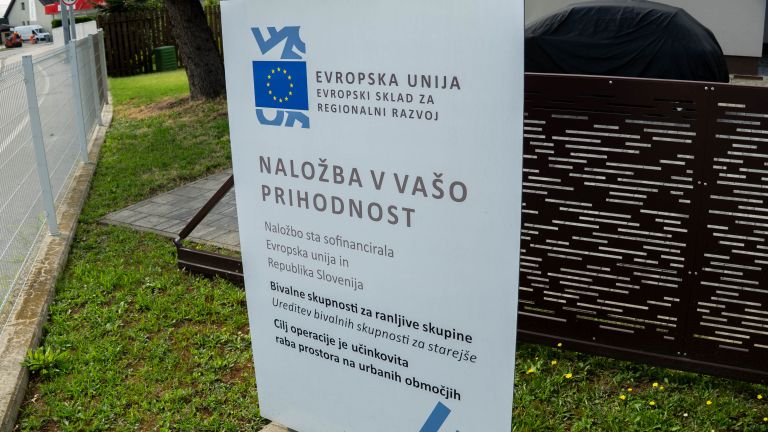 EVROPSKA UNIJA
EVROPSKI SKLAD ZA
REGIONALNI RAZVOJ
NALOŽBA V VAŠO
PRIHODNOST
Naložbo sta sofinancirala
Evropska unija in
Republika Slovenija
Bivalne skupnosti za ranljive skupine
Ureditev bivalnih skupnosti za starejše
Cilj operacije je učinkovita
raba prostora na urbanih območjih